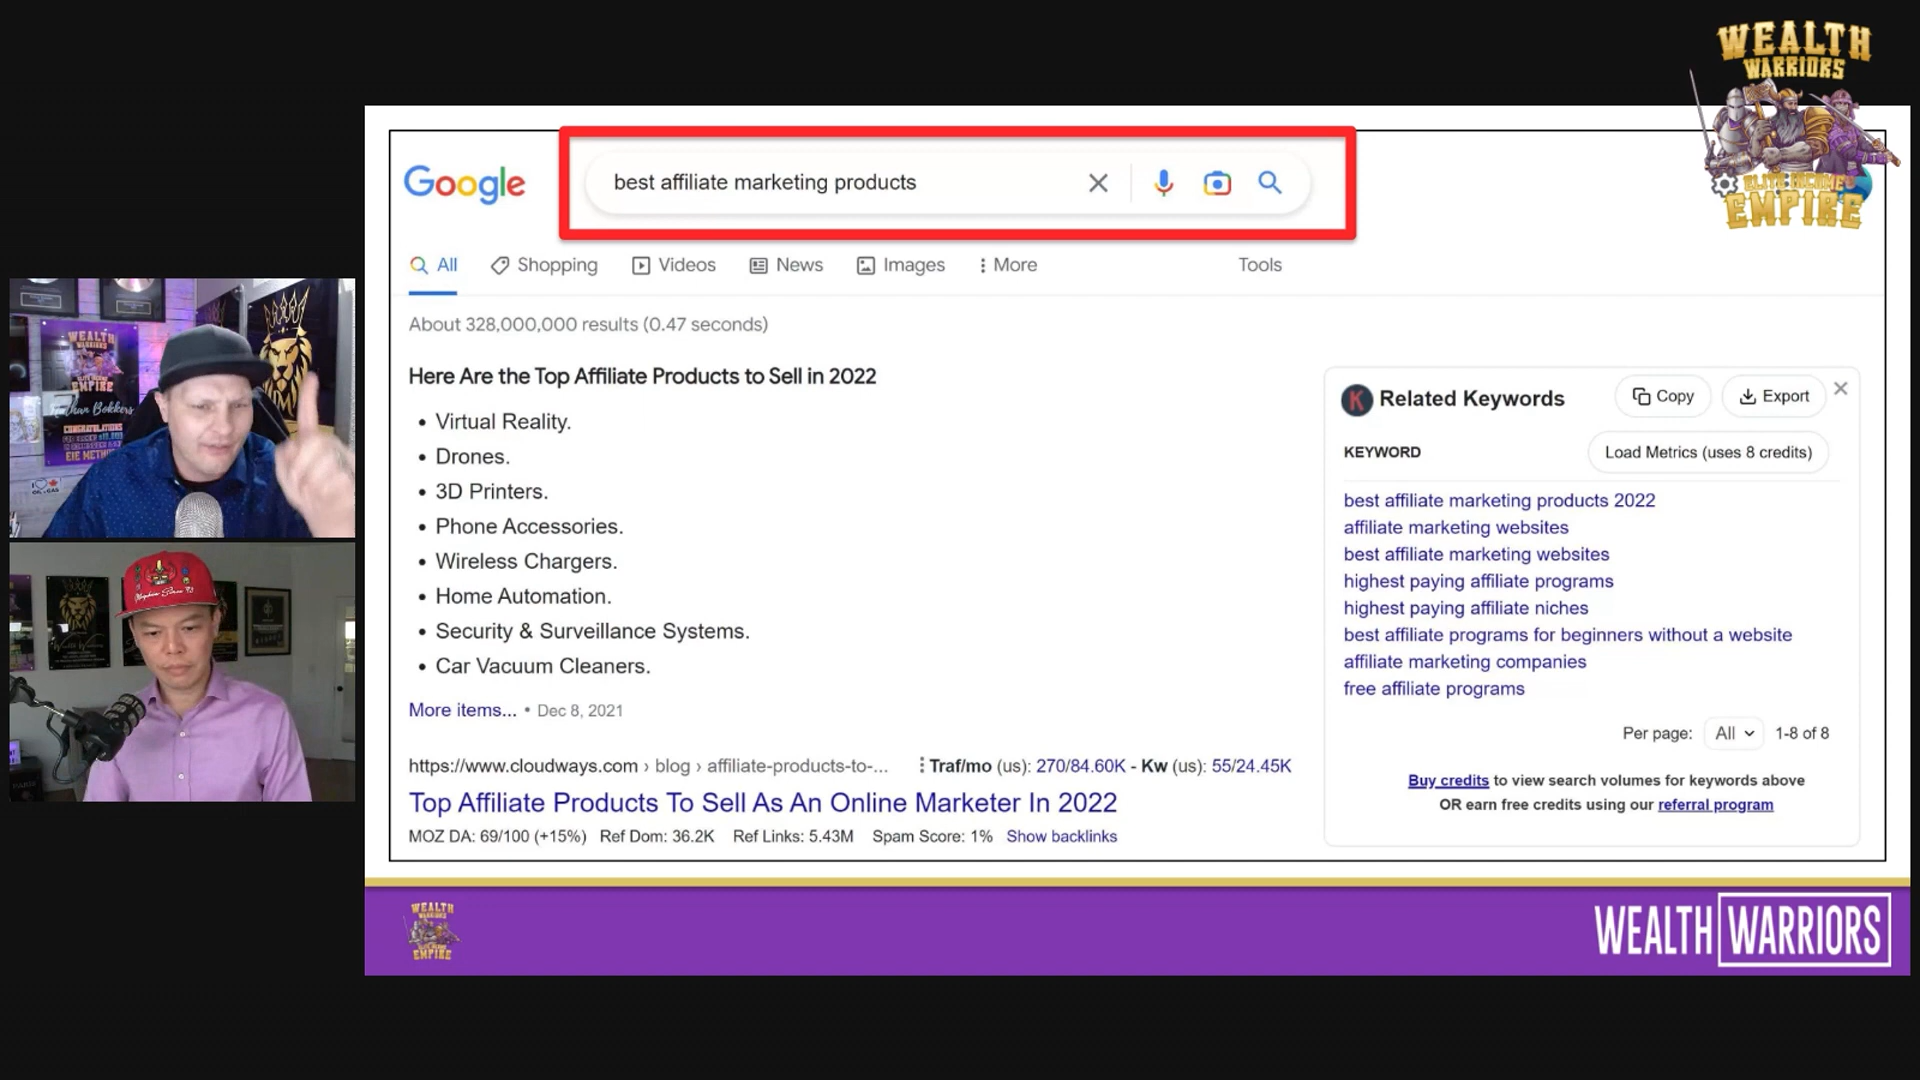 WEALTH
WARRIORS
ELITE INCOME
EMPIRE
Google
best affiliate marketing products
All
Shopping
Videos
News
Images
More
Tools
About 328,000,000 results (0.47 seconds)
Here Are the Top Affiliate Products to Sell in 2022
• Virtual Reality.
• Drones.
• 3D Printers.
• Phone Accessories.
• Wireless Chargers.
• Home Automation.
• Security & Surveillance Systems.
• Car Vacuum Cleaners.
More items... • Dec 8, 2021
https://www.cloudways.com › blog › affiliate-products-to-...
Traf/mo (us): 270/84.60K - Kw (us): 55/24.45K
Top Affiliate Products To Sell As An Online Marketer In 2022
MOZ DA: 69/100 (+15%) Ref Dom: 36.2K Ref Links: 5.43M Spam Score: 1% Show backlinks
K
Related Keywords
Copy
Export
KEYWORD
Load Metrics (uses 8 credits)
best affiliate marketing products 2022
affiliate marketing websites
best affiliate marketing websites
highest paying affiliate programs
highest paying affiliate niches
best affiliate programs for beginners without a website
affiliate marketing companies
free affiliate programs
Per page: All 1-8 of 8
Buy credits to view search volumes for keywords above
OR earn free credits using our referral program
WEALTH
WARRIORS
EMPIRE
CONGRATULATIONS
WEALTH
EMPIRE
WEALTH WARRIORS